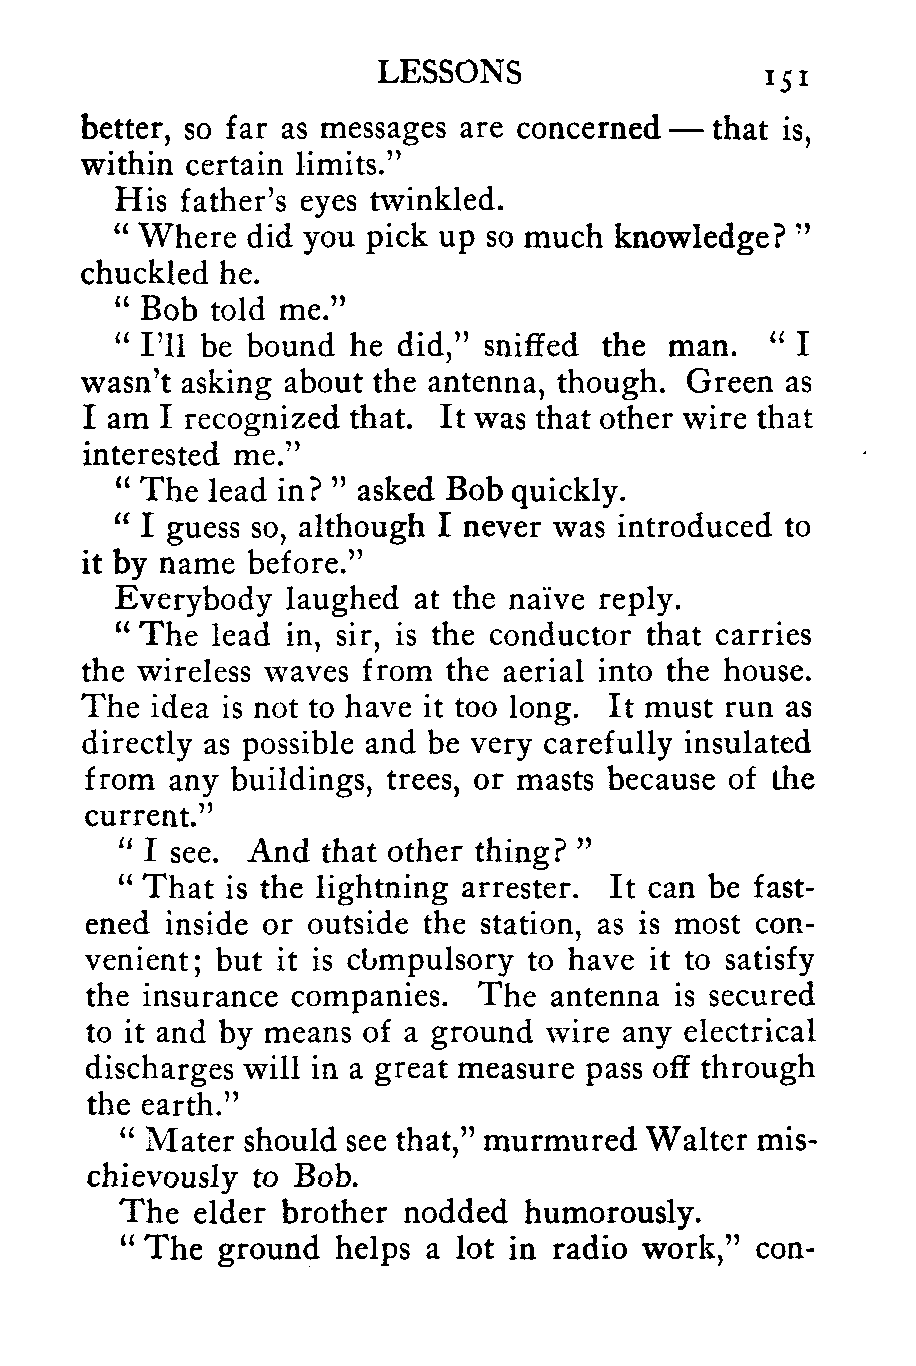 LESSONS 151
better, so far as messages are concerned — that is,
within certain limits."
His father's eyes twinkled.
" Where did you pick up so much knowledge? "
chuckled he.
" Bob told me."
" I'll be bound he did," sniffed the man. " I
wasn't asking about the antenna, though. Green as
I am I recognized that. It was that other wire that
interested me."
" The lead in? " asked Bob quickly.
" I guess so, although I never was introduced to
it by name before."
Everybody laughed at the naïve reply.
" The lead in, sir, is the conductor that carries
the wireless waves from the aerial into the house.
The idea is not to have it too long. It must run as
directly as possible and be very carefully insulated
from any buildings, trees, or masts because of the
current."
" I see. And that other thing? "
" That is the lightning arrester. It can be fast-
ened inside or outside the station, as is most con-
venient; but it is compulsory to have it to satisfy
the insurance companies. The antenna is secured
to it and by means of a ground wire any electrical
discharges will in a great measure pass off through
the earth."
" Mater should see that," murmured Walter mis-
chievously to Bob.
The elder brother nodded humorously.
" The ground helps a lot in radio work," con-